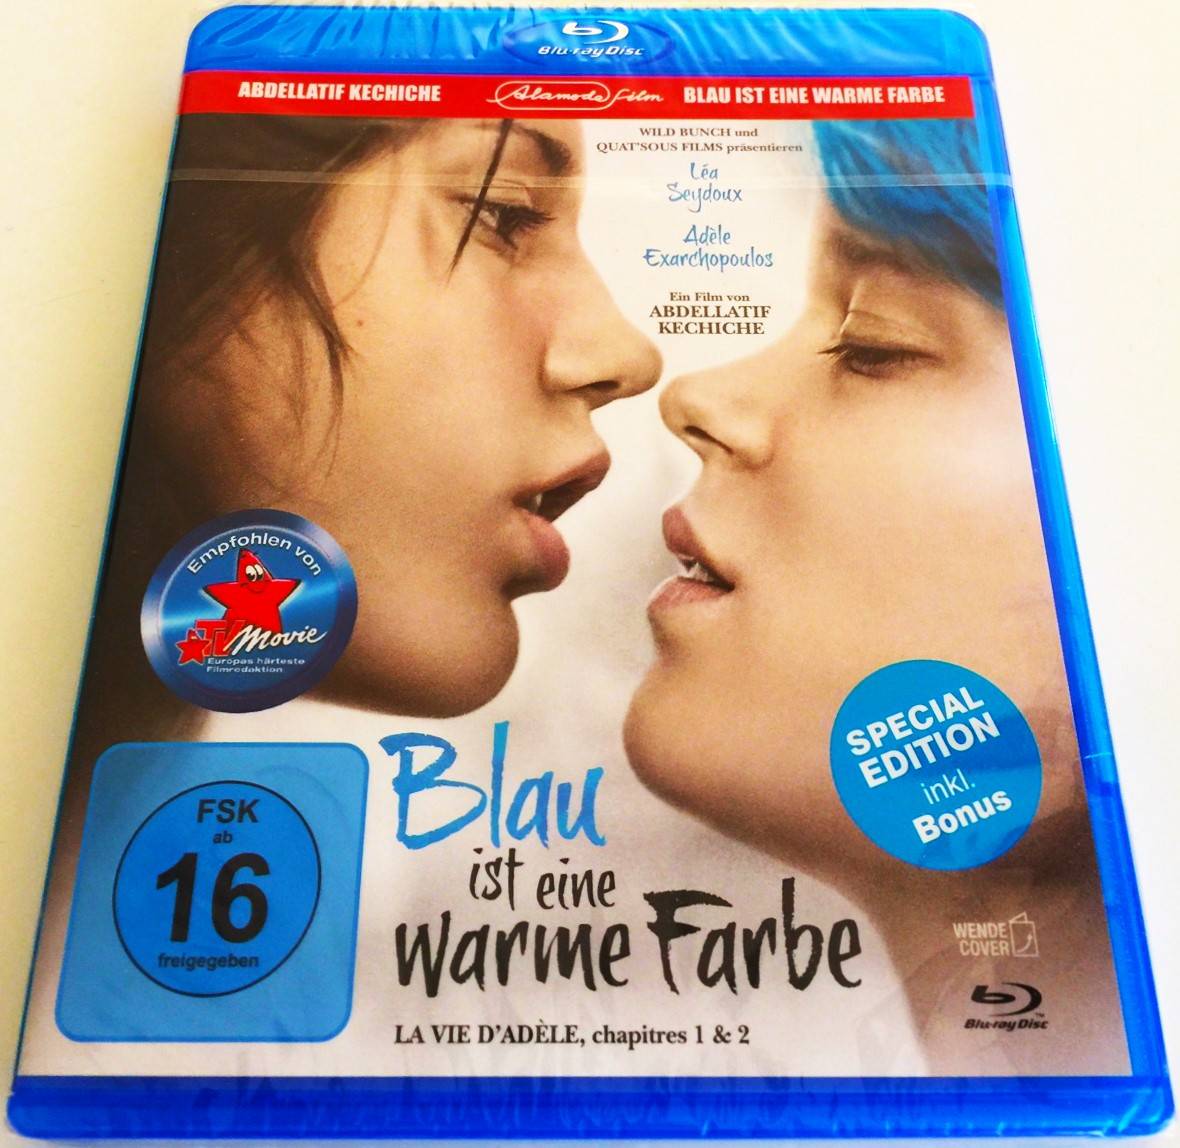 Blu-ray Disc
ABDELLATIF KECHICHE Alamode Film BLAU IST EINE WARME FARBE
WILD BUNCH und
QUAT'SOUS FILMS präsentieren
Léa
Seydoux
Adèle
Exarchopoulos
Ein Film von
ABDELLATIF
KECHICHE
Empfohlen von
TV Movie
Europas härteste
Filmredaktion
SPECIAL
EDITION
inkl.
Bonus
Blau
ist eine
warme Farbe
FSK
ab
16
freigegeben
WENDE
COVER
LA VIE D'ADÈLE, chapitres 1 & 2
Blu-ray Disc™